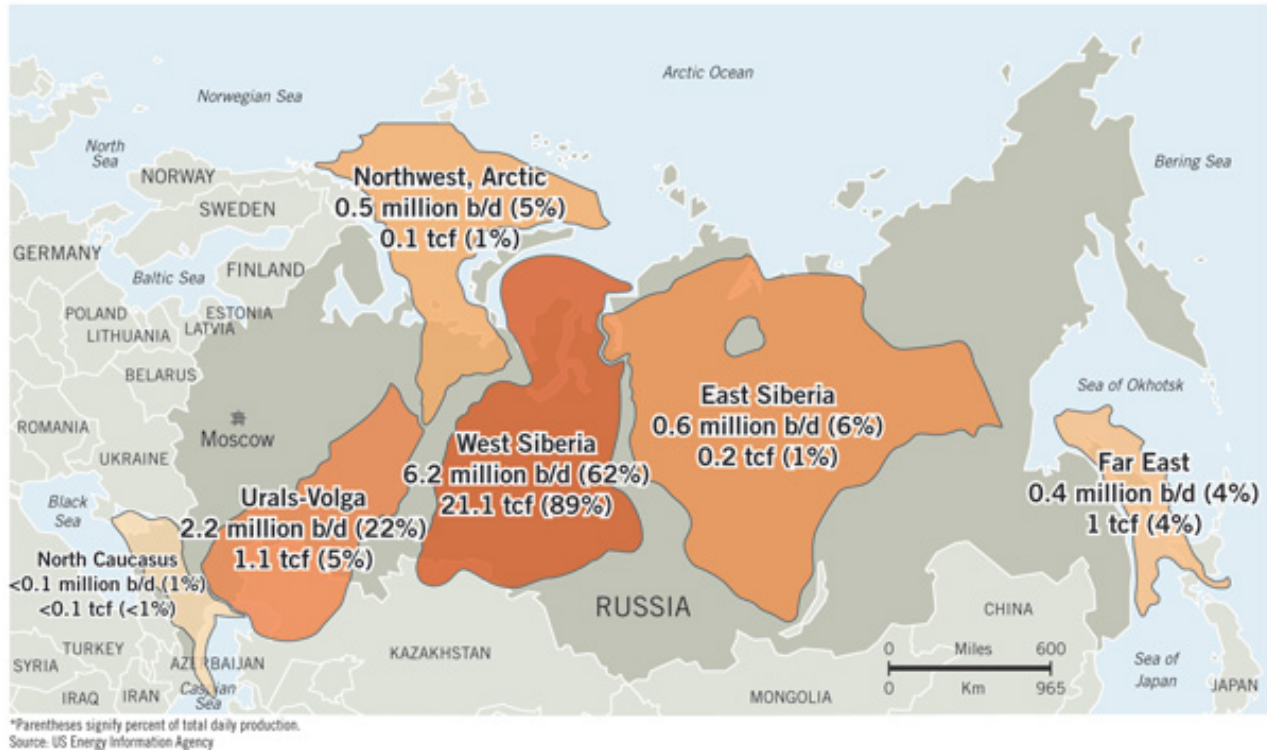 Arctic Ocean
Norwegian Sea
North
Sea
Bering Sea
NORWAY
Northwest, Arctic
0.5 million b/d (5%)
0.1 tcf (1%)
SWEDEN
GERMANY
FINLAND
Baltic Sea
POLAND
ESTONIA
LITHUANIA
LATVIA
BELARUS
Sea of Okhotsk
East Siberia
0.6 million b/d (6%)
0.2 tcf (1%)
ROMANIA
Moscow
West Siberia
6.2 million b/d (62%)
21.1 tcf (89%)
UKRAINE
Far East
0.4 million b/d (4%)
1 tcf (4%)
Urals-Volga
2.2 million b/d (22%)
1.1 tcf (5%)
Black
Sea
North Caucasus
<0.1 million b/d (1%)
<0.1 tcf (<1%)
RUSSIA
CHINA
TURKEY
SYRIA
AZERBAIJAN
KAZAKHSTAN
IRAQ
IRAN
Caspian
Sea
0 Miles 600
0 Km 965
MONGOLIA
Sea of
Japan
JAPAN
*Parentheses signify percent of total daily production.
Source: US Energy Information Agency